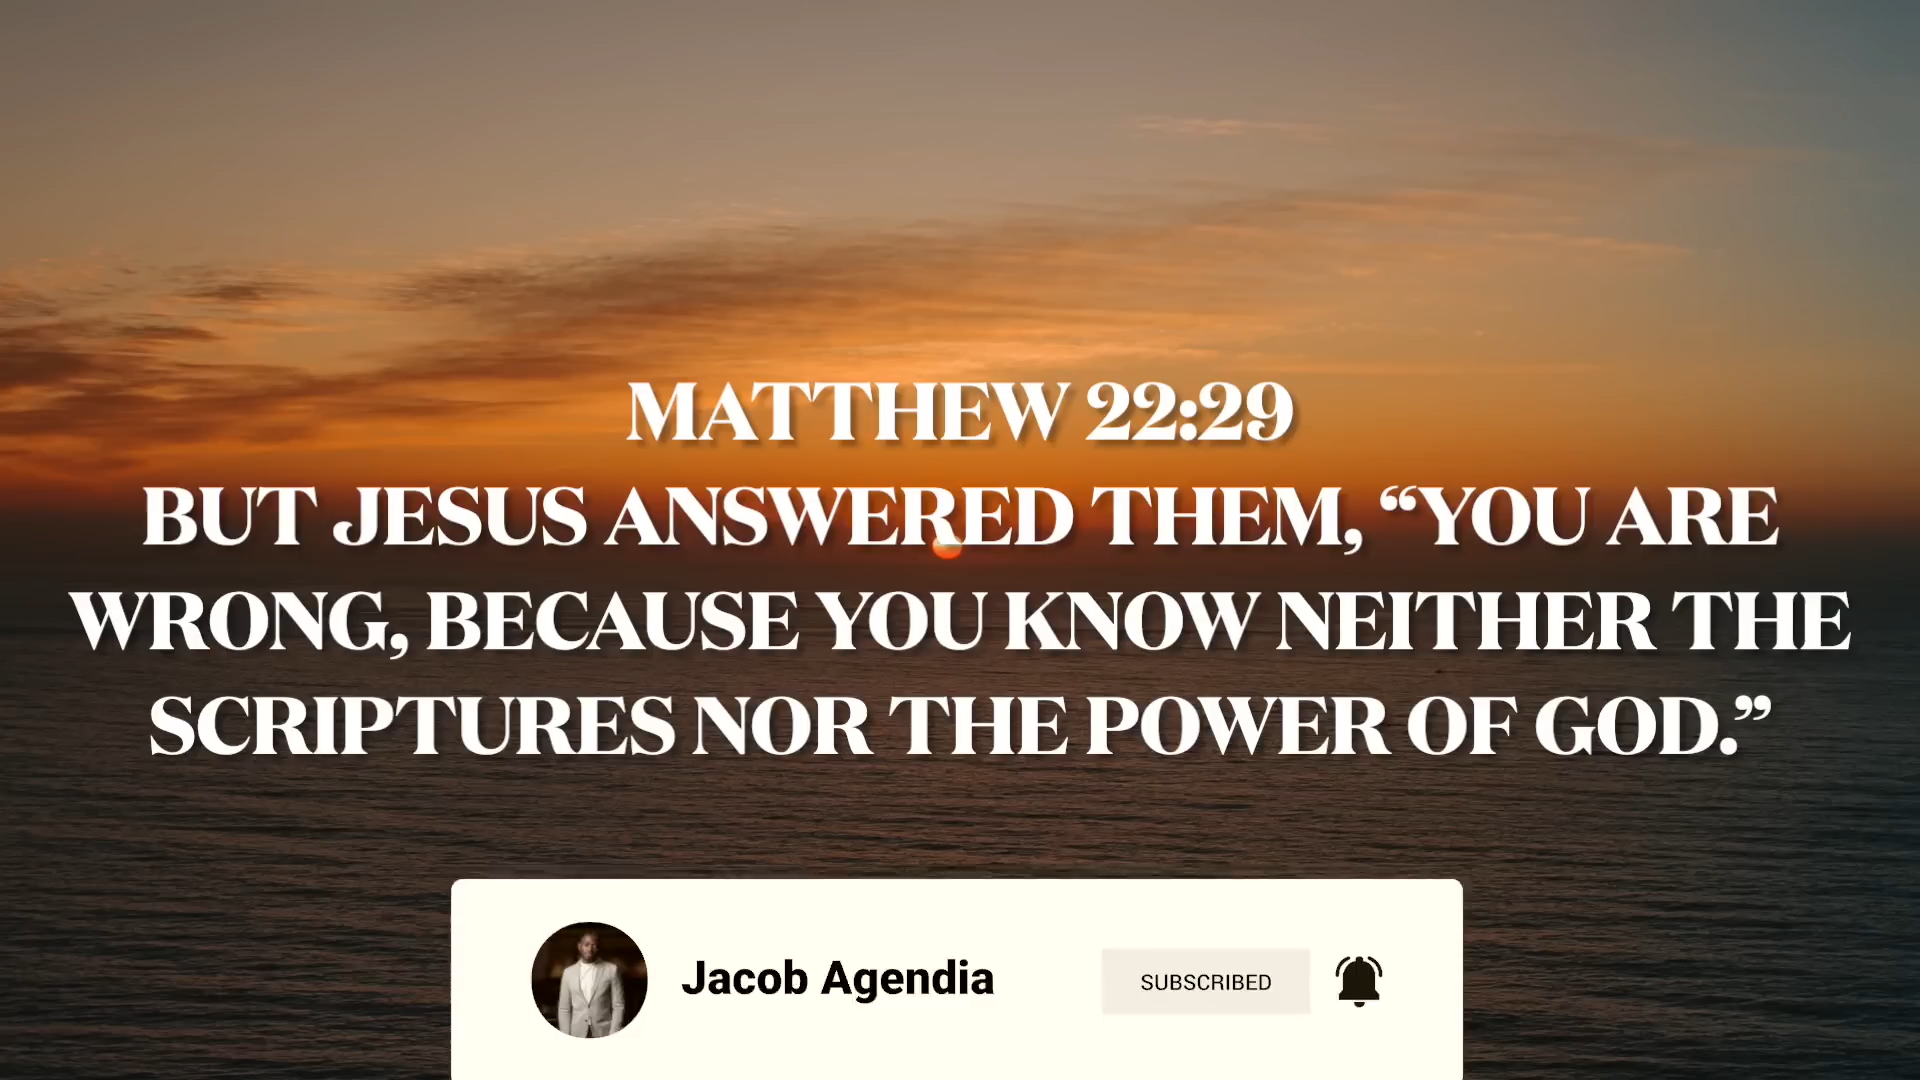 MATTHEW 22:29
BUT JESUS ANSWERED THEM, “YOU ARE
WRONG, BECAUSE YOU KNOW NEITHER THE
SCRIPTURES NOR THE POWER OF GOD.”
Jacob Agendia
SUBSCRIBED